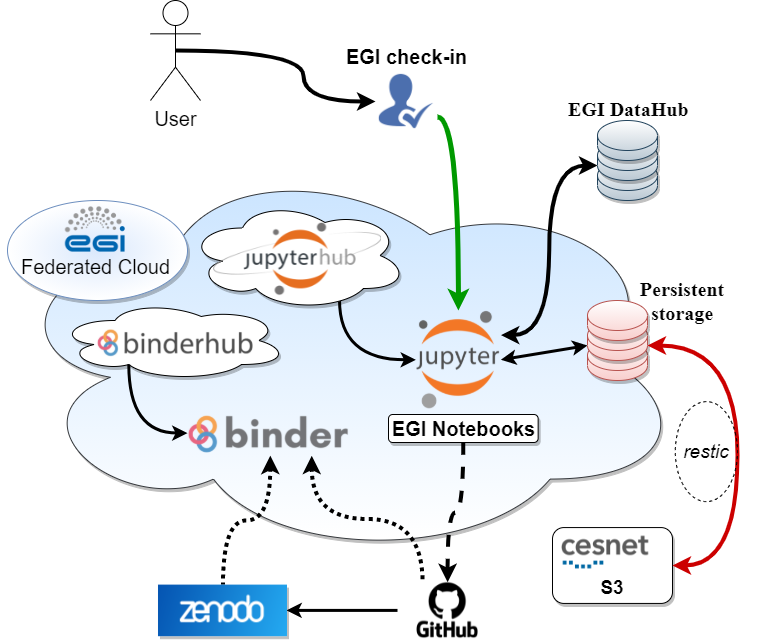 EGI check-in
User
EGI DataHub
egi
Federated Cloud
jupyterhub
Persistent
storage
binderhub
jupyter
binder
EGI Notebooks
restic
cesnet
S3
zenodo
GitHub